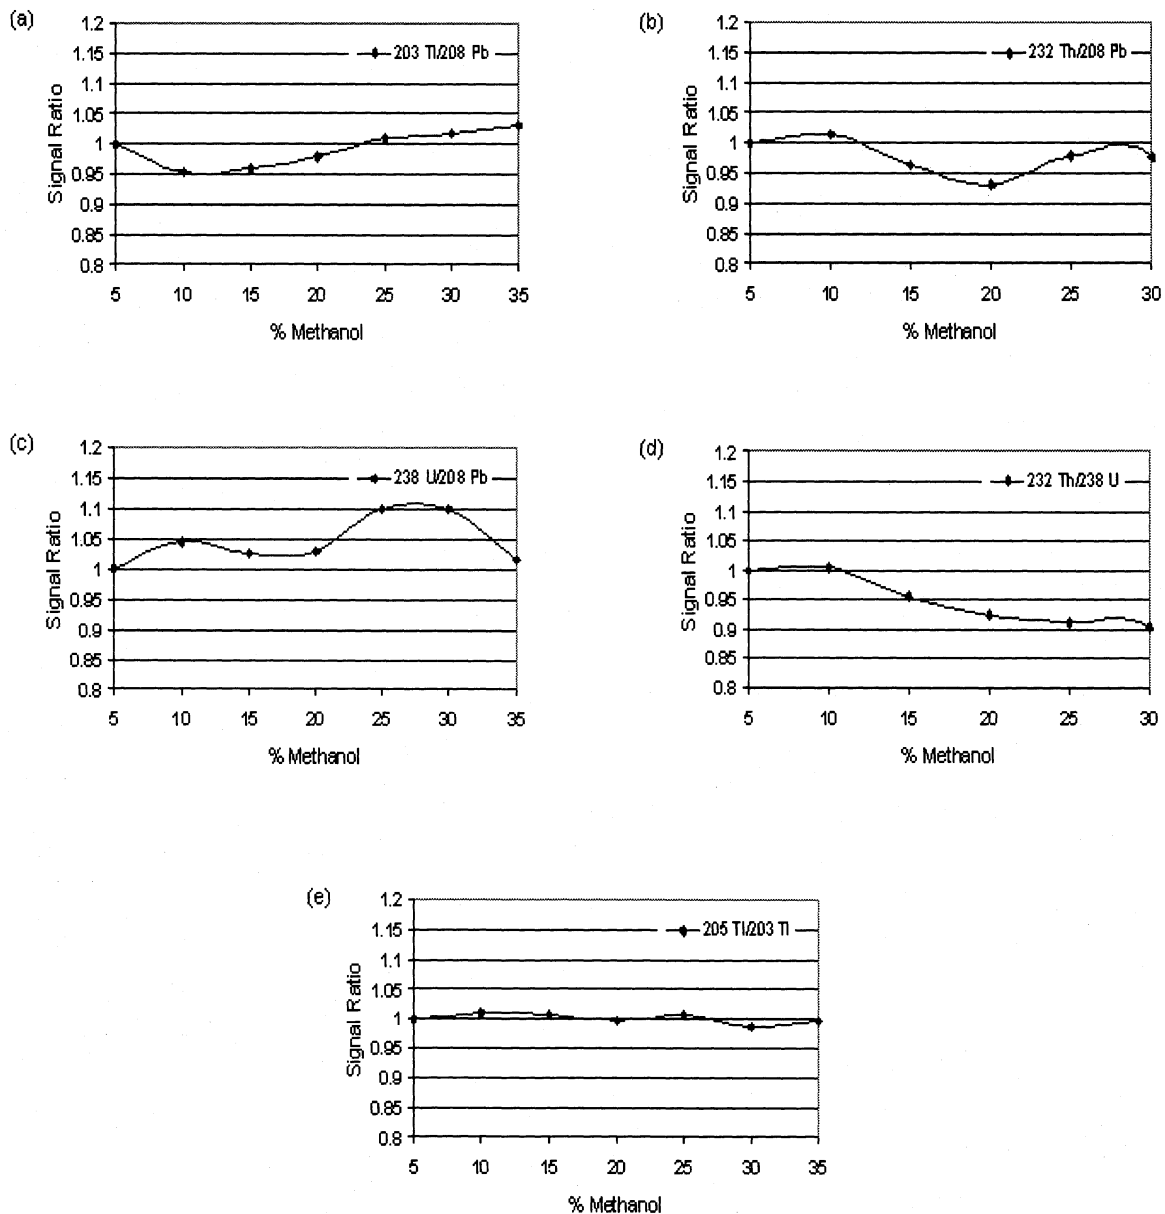 (a)
1.2
1.15
1.1
1.05
1
0.95
0.9
0.85
0.8
Signal Ratio
203 Tl/208 Pb
5 10 15 20 25 30 35
% Methanol
(b)
1.2
1.15
1.1
1.05
1
0.95
0.9
0.85
0.8
Signal Ratio
232 Th/208 Pb
5 10 15 20 25 30
% Methanol
(c)
1.2
1.15
1.1
1.05
1
0.95
0.9
0.85
0.8
Signal Ratio
238 U/208 Pb
5 10 15 20 25 30 35
% Methanol
(d)
1.2
1.15
1.1
1.05
1
0.95
0.9
0.85
0.8
Signal Ratio
232 Th/238 U
5 10 15 20 25 30
% Methanol
(e)
1.2
1.15
1.1
1.05
1
0.95
0.9
0.85
0.8
Signal Ratio
205 Tl/203 Tl
5 10 15 20 25 30 35
% Methanol